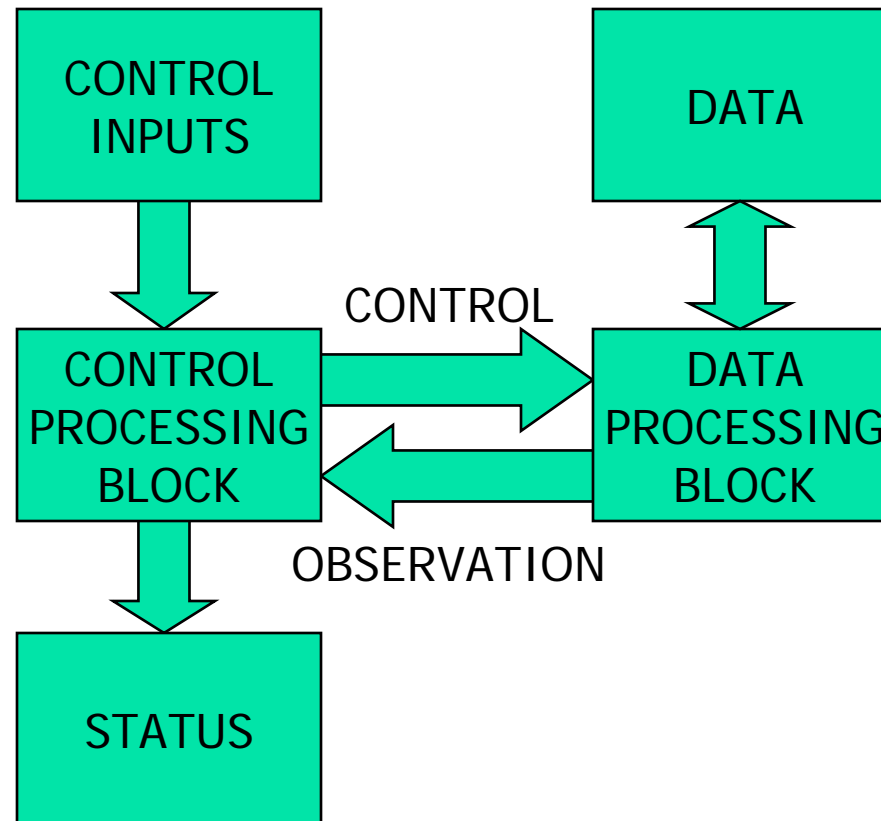 CONTROL
INPUTS
DATA
CONTROL
CONTROL
PROCESSING
BLOCK
DATA
PROCESSING
BLOCK
OBSERVATION
STATUS